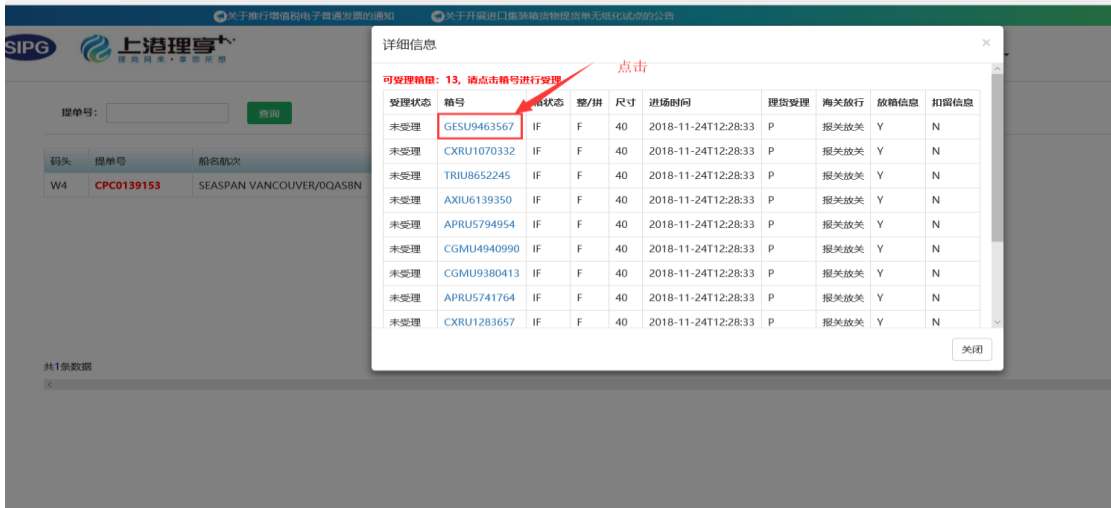 关于推行增值税电子普通发票的通知 关于开展进口集装箱货物提货单无纸化试点的公告
SIPG 上港理享
提单号： 查询
码头 提单号 船名航次
W4 CPC0139153 SEASPAN VANCOUVER/0QAS8N
共1条数据
详细信息 ×
可受理箱量：13，请点击箱号进行受理
点击
受理状态 箱号 箱状态 整/拼 尺寸 进场时间 理货受理 海关放行 放箱信息 扣留信息
未受理 GESU9463567 IF F 40 2018-11-24T12:28:33 P 报关放关 Y N
未受理 CXRU1070332 IF F 40 2018-11-24T12:28:33 P 报关放关 Y N
未受理 TRIU8652245 IF F 40 2018-11-24T12:28:33 P 报关放关 Y N
未受理 AXIU6139350 IF F 40 2018-11-24T12:28:33 P 报关放关 Y N
未受理 APRU5794954 IF F 40 2018-11-24T12:28:33 P 报关放关 Y N
未受理 CGMU4940990 IF F 40 2018-11-24T12:28:33 P 报关放关 Y N
未受理 CGMU9380413 IF F 40 2018-11-24T12:28:33 P 报关放关 Y N
未受理 APRU5741764 IF F 40 2018-11-24T12:28:33 P 报关放关 Y N
未受理 CXRU1283657 IF F 40 2018-11-24T12:28:33 P 报关放关 Y N
关闭